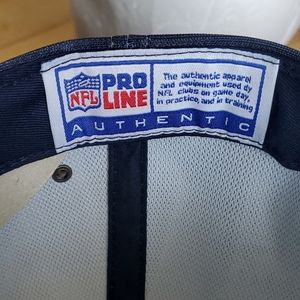 NFL
PRO
LINE
The authentic apparel
and equipment used by
NFL clubs on game day,
in practice, and in training
AUTHENTIC